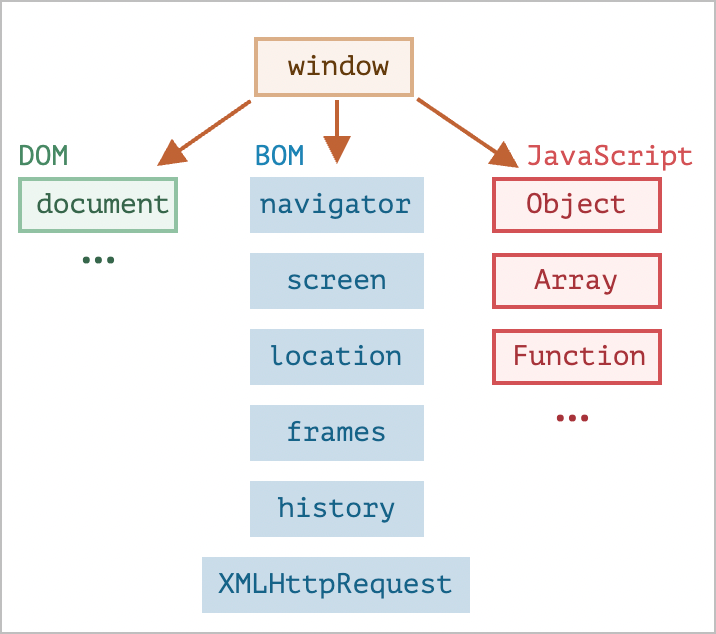 window
DOM
document
...
BOM
navigator
screen
location
frames
history
XMLHttpRequest
JavaScript
Object
Array
Function
...